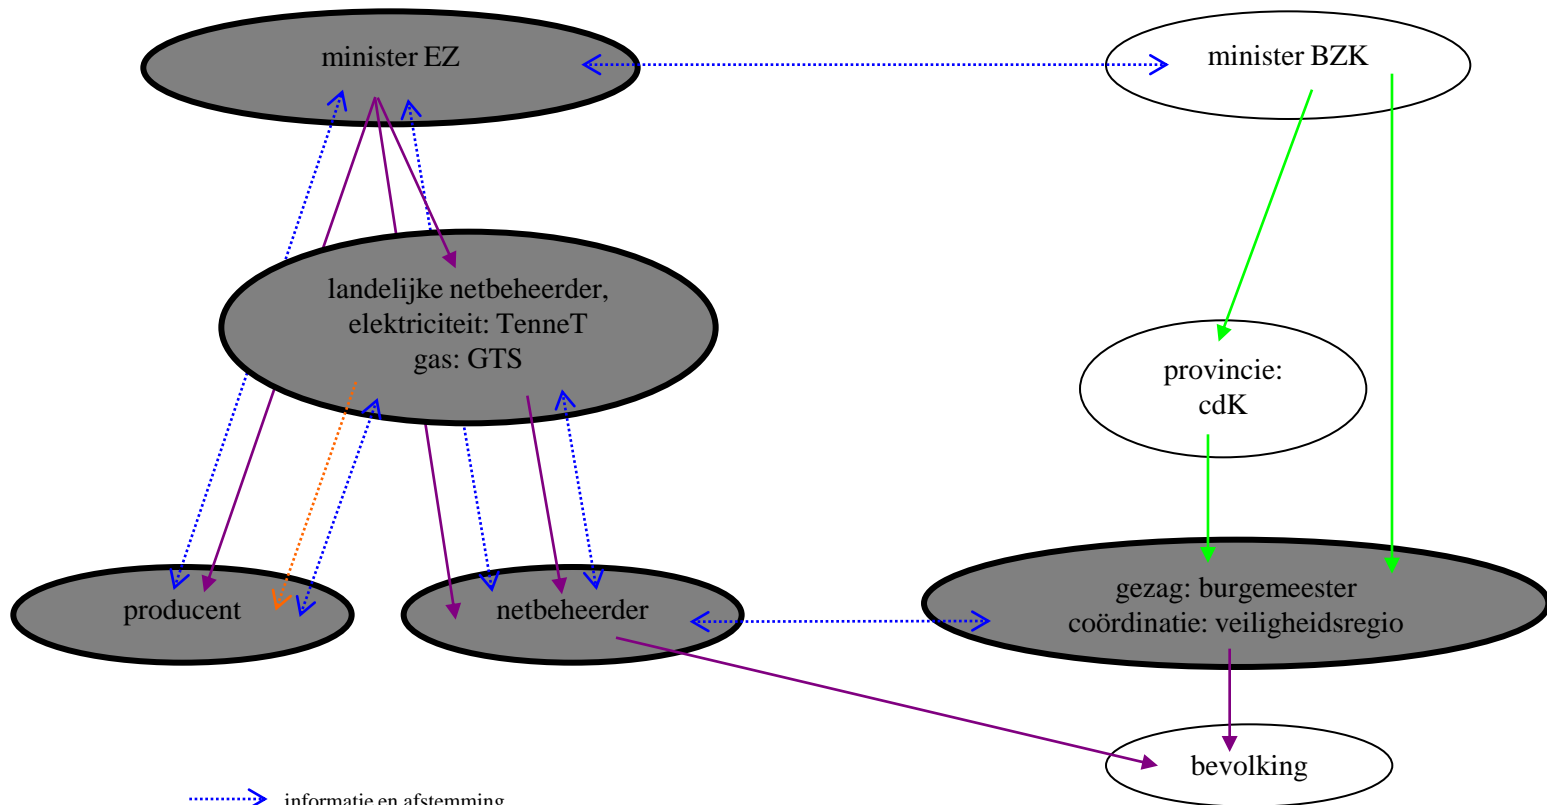 minister EZ
minister BZK
landelijke netbeheerder,
elektriciteit: TenneT
gas: GTS
provincie:
cdK
producent
netbeheerder
gezag: burgemeester
coördinatie: veiligheidsregio
bevolking
informatie en afstemming